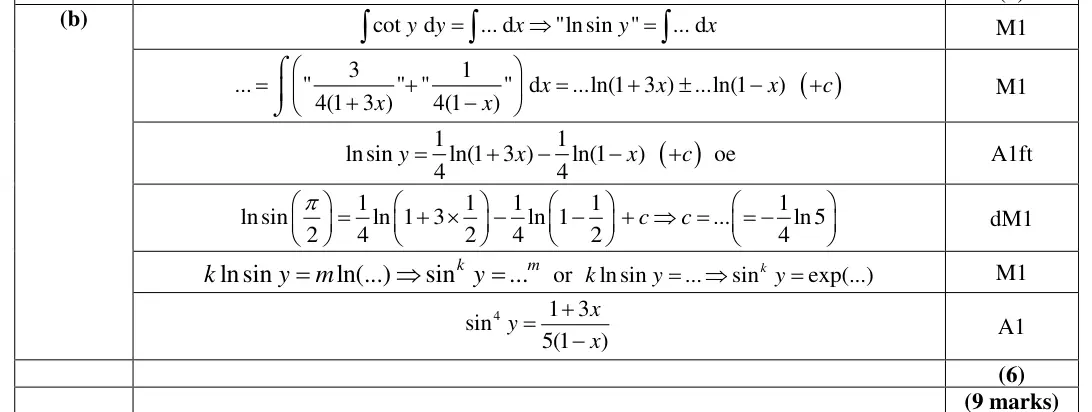 (b)
∫cot y dy = ∫... dx ⇒ "ln sin y" = ∫... dx M1
... = ∫("3/(4(1+3x))" + "1/(4(1−x))") dx = ...ln(1+3x) ± ...ln(1−x) (+c) M1
ln sin y = 1/4 ln(1+3x) − 1/4 ln(1−x) (+c) oe A1ft
ln sin(π/2) = 1/4 ln(1+3×1/2) − 1/4 ln(1−1/2) + c ⇒ c = ...(= −1/4 ln 5) dM1
k ln sin y = m ln(...) ⇒ sin^k y = ...^m or k ln sin y = ... ⇒ sin^k y = exp(...) M1
sin⁴ y = (1+3x)/(5(1−x)) A1
(6)
(9 marks)